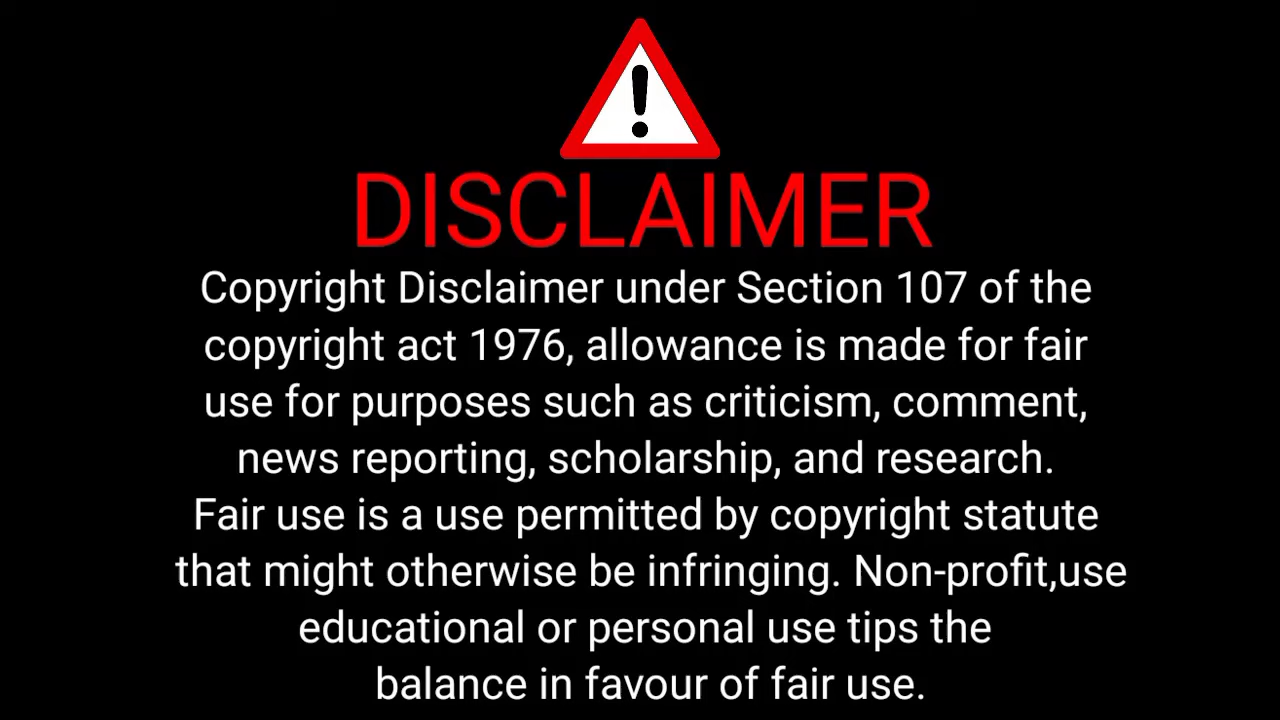 DISCLAIMER
Copyright Disclaimer under Section 107 of the
copyright act 1976, allowance is made for fair
use for purposes such as criticism, comment,
news reporting, scholarship, and research.
Fair use is a use permitted by copyright statute
that might otherwise be infringing. Non-profit,use
educational or personal use tips the
balance in favour of fair use.